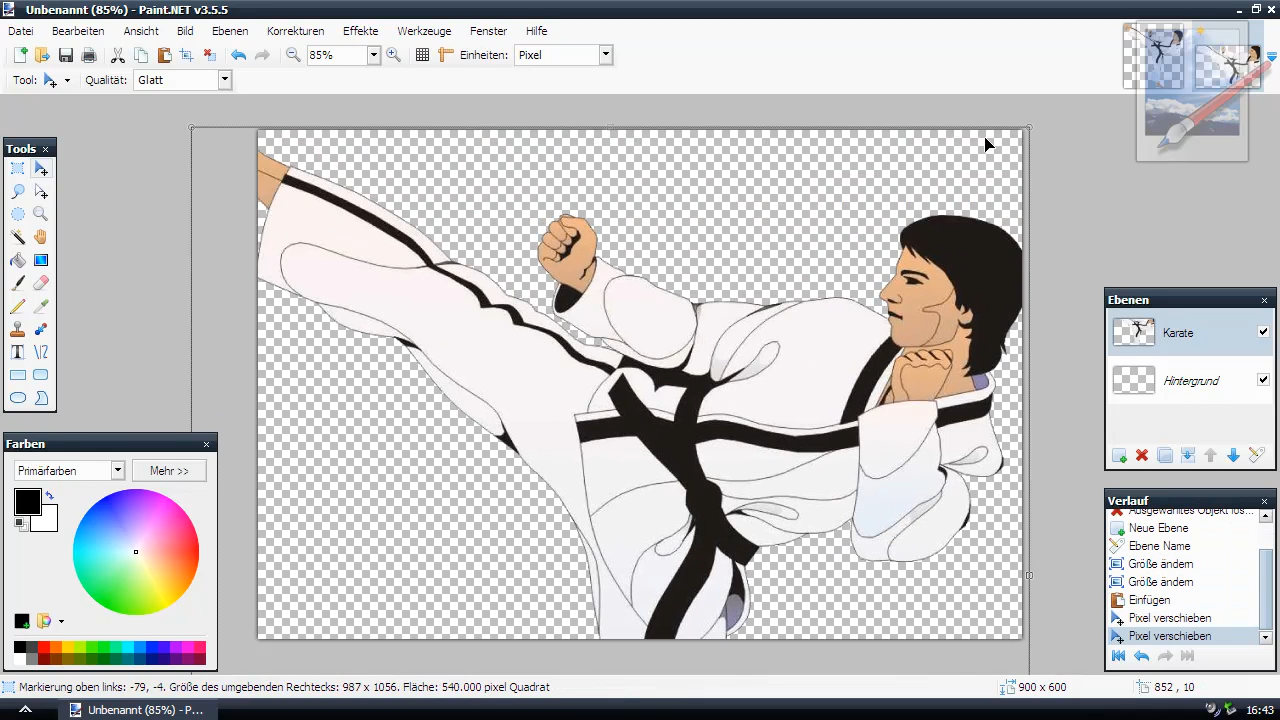 Unbenannt (85%) - Paint.NET v3.5.5
Datei Bearbeiten Ansicht Bild Ebenen Korrekturen Effekte Werkzeuge Fenster Hilfe
85% Einheiten: Pixel
Tool: Qualität: Glatt
Tools
Ebenen
Karate
Hintergrund
Farben
Primärfarben Mehr >>
Verlauf
Ausgewähltes Objekt lös...
Neue Ebene
Ebene Name
Größe ändern
Größe ändern
Einfügen
Pixel verschieben
Pixel verschieben
Markierung oben links: -79, -4. Größe des umgebenden Rechtecks: 987 x 1056. Fläche: 540.000 pixel Quadrat 900 x 600 852 , 10
Unbenannt (85%) - P... 16:43